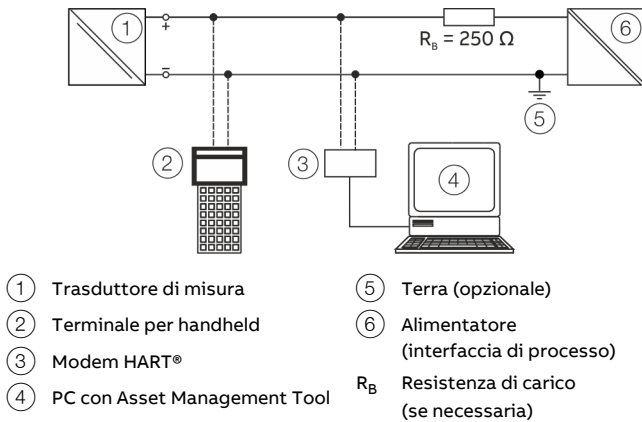 1
+
R_B = 250 Ω
6
–
5
2
3
4
1 Trasduttore di misura
2 Terminale per handheld
3 Modem HART®
4 PC con Asset Management Tool
5 Terra (opzionale)
6 Alimentatore
(interfaccia di processo)
R_B Resistenza di carico
(se necessaria)